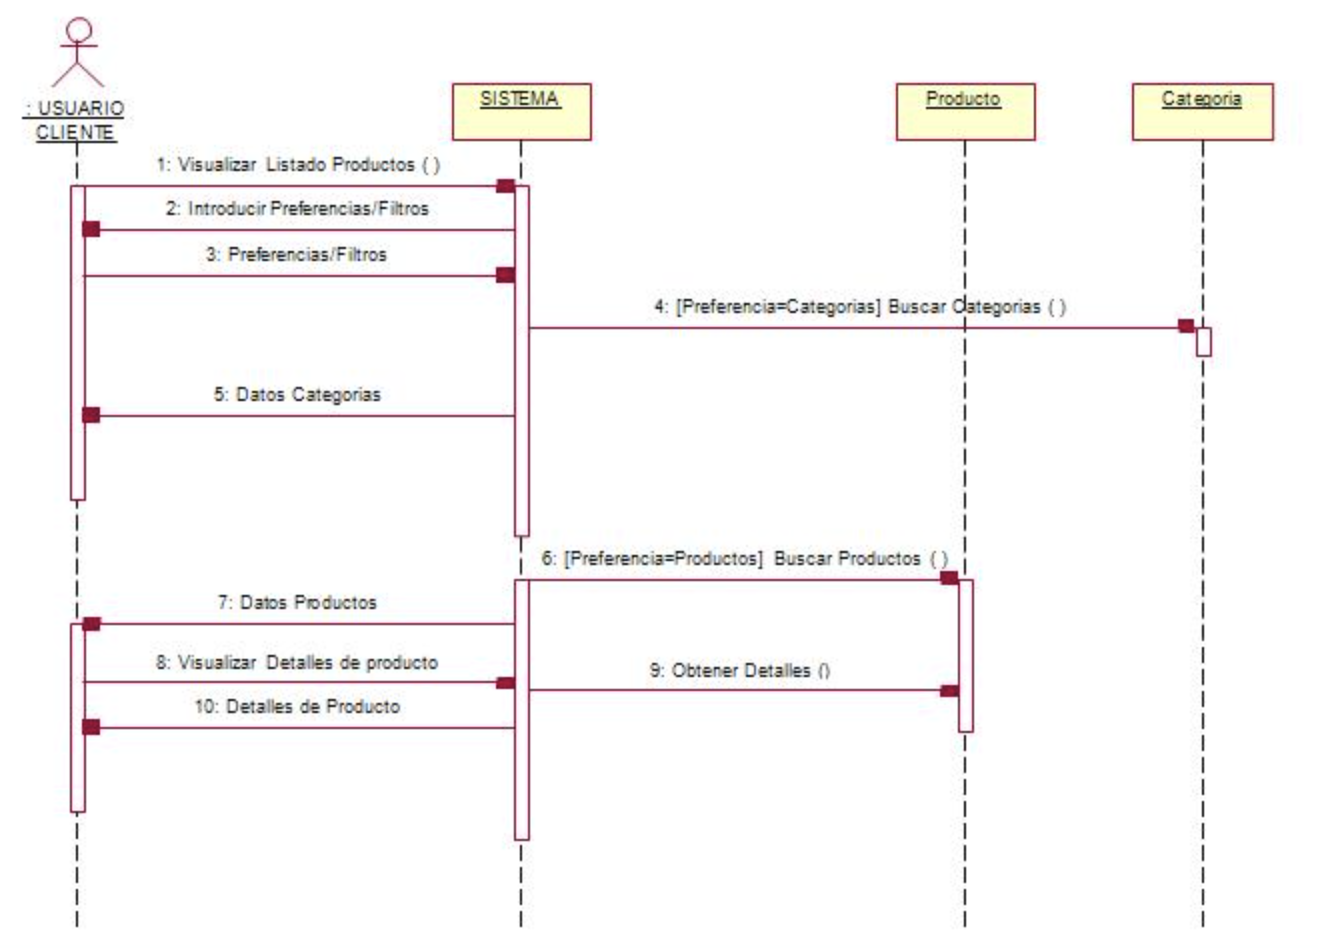 : USUARIO
CLIENTE
SISTEMA
Producto
Categoria
1: Visualizar Listado Productos ( )
2: Introducir Preferencias/Filtros
3: Preferencias/Filtros
4: [Preferencia=Categorias] Buscar Categorias ( )
5: Datos Categorias
6: [Preferencia=Productos] Buscar Productos ( )
7: Datos Productos
8: Visualizar Detalles de producto
9: Obtener Detalles ()
10: Detalles de Producto